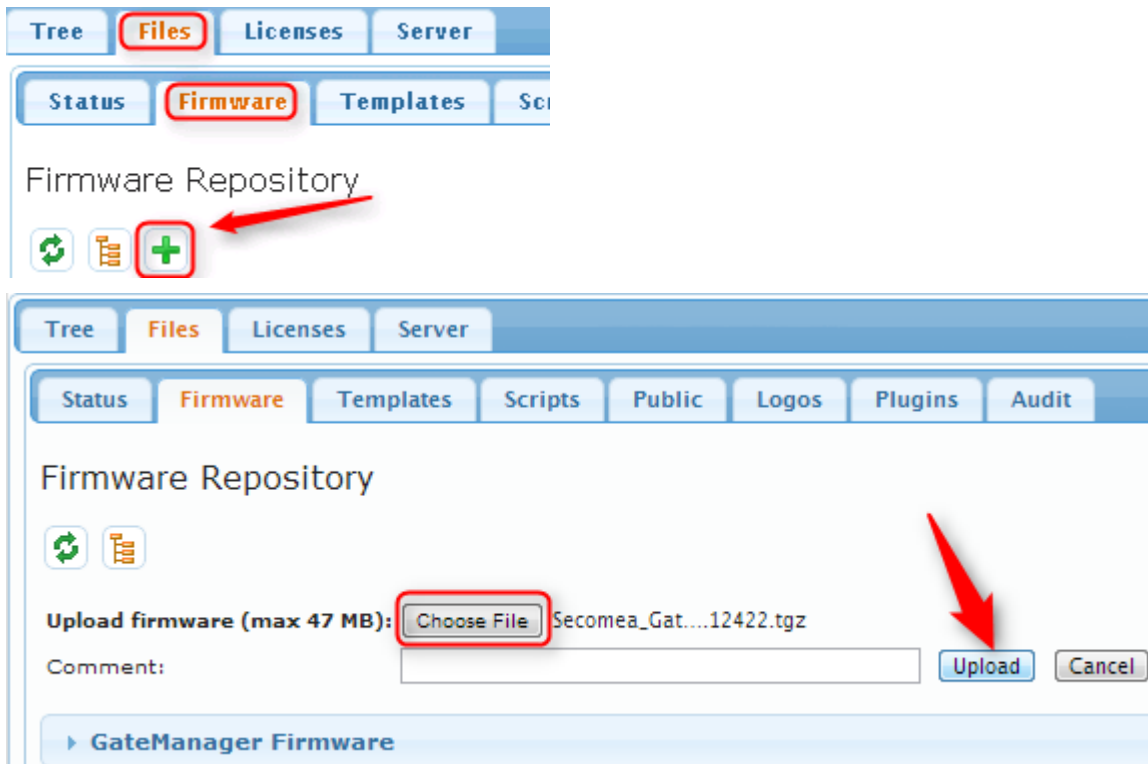 Tree Files Licenses Server
Status Firmware Templates Sc
Firmware Repository
Tree Files Licenses Server
Status Firmware Templates Scripts Public Logos Plugins Audit
Firmware Repository
Upload firmware (max 47 MB): Choose File Secomea_Gat....12422.tgz
Comment: Upload Cancel
GateManager Firmware